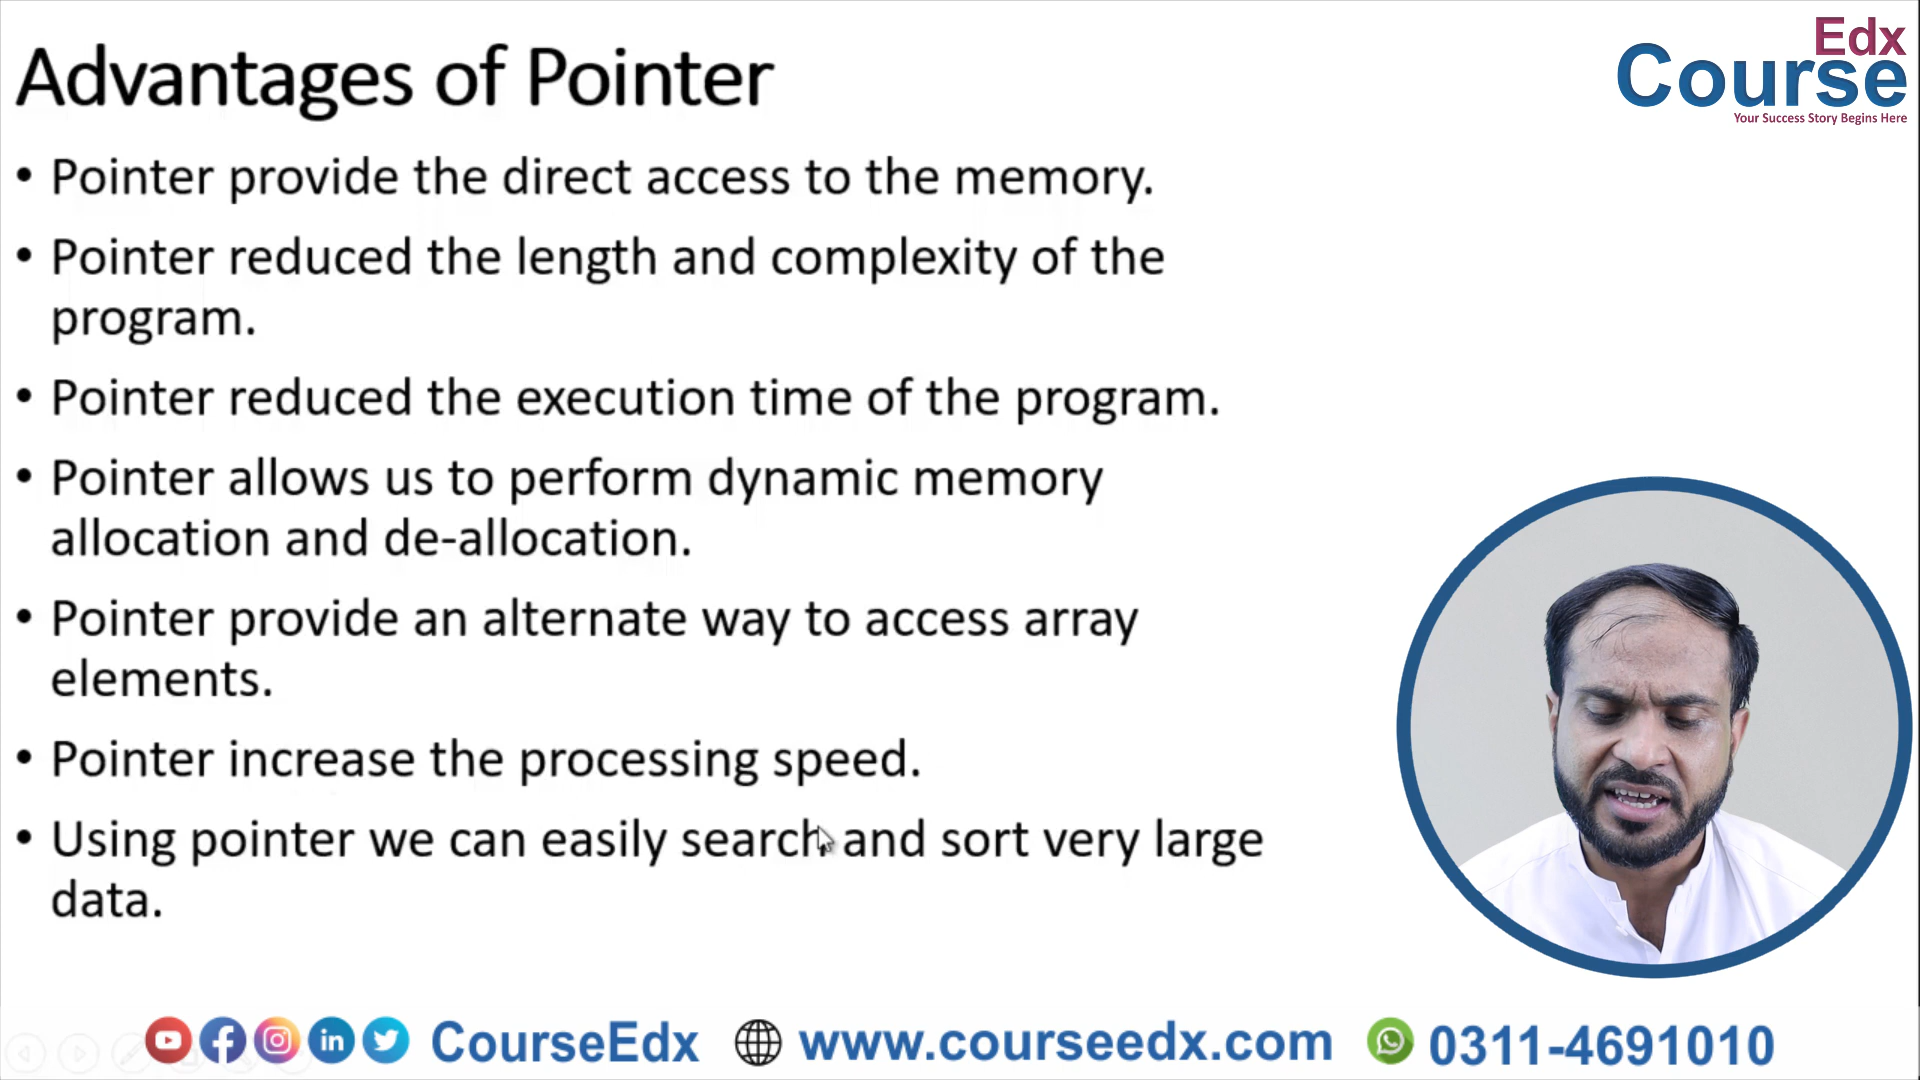 Advantages of Pointer
Edx
Course
Your Success Story Begins Here
• Pointer provide the direct access to the memory.
• Pointer reduced the length and complexity of the
program.
• Pointer reduced the execution time of the program.
• Pointer allows us to perform dynamic memory
allocation and de-allocation.
• Pointer provide an alternate way to access array
elements.
• Pointer increase the processing speed.
• Using pointer we can easily search and sort very large
data.
CourseEdx www.courseedx.com 0311-4691010